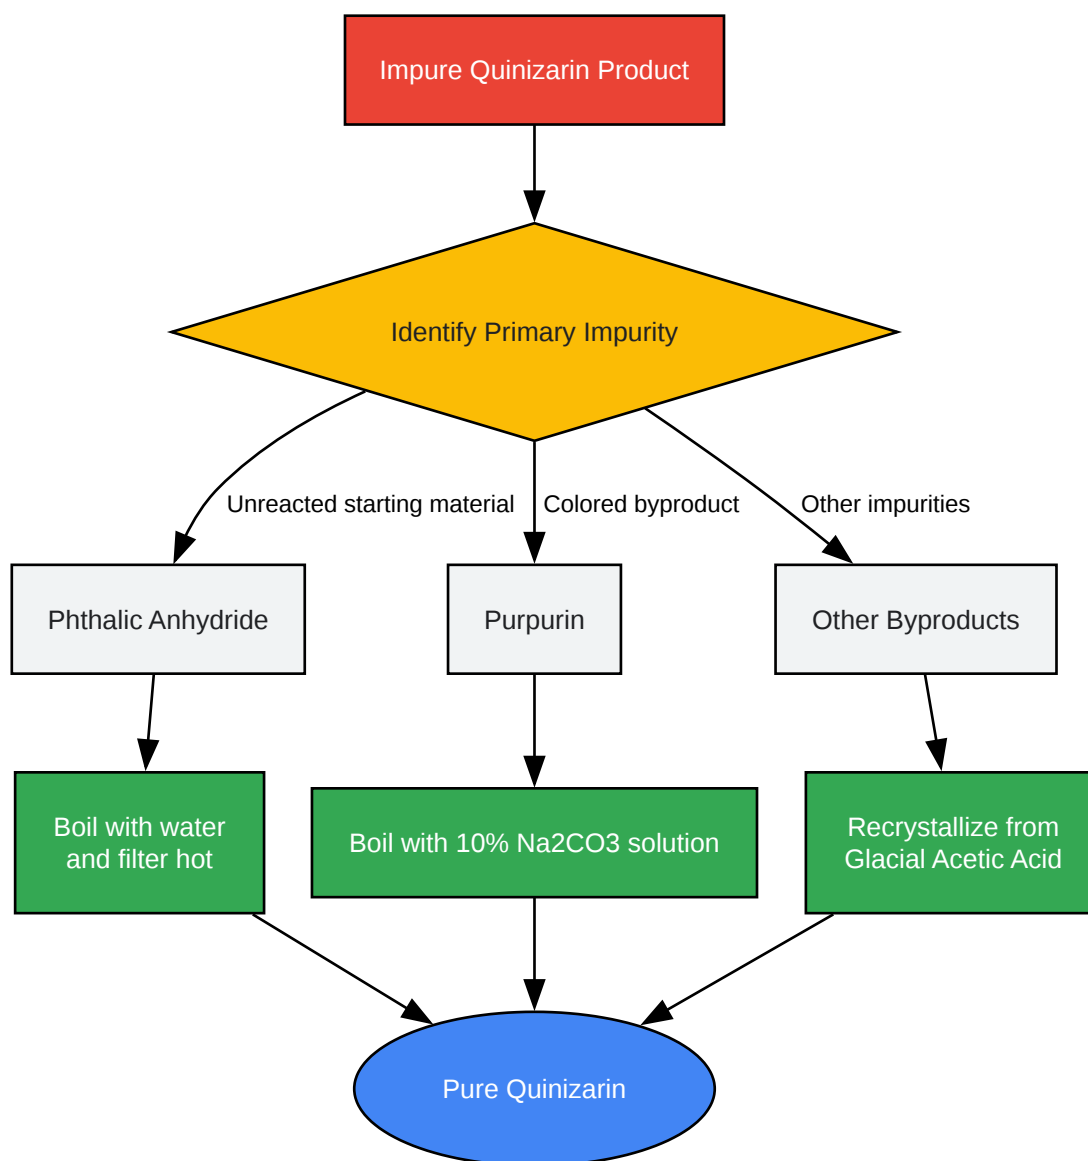 Impure Quinizarin Product
Identify Primary Impurity
Unreacted starting material
Colored byproduct
Other impurities
Phthalic Anhydride
Purpurin
Other Byproducts
Boil with water
and filter hot
Boil with 10% Na2CO3 solution
Recrystallize from
Glacial Acetic Acid
Pure Quinizarin